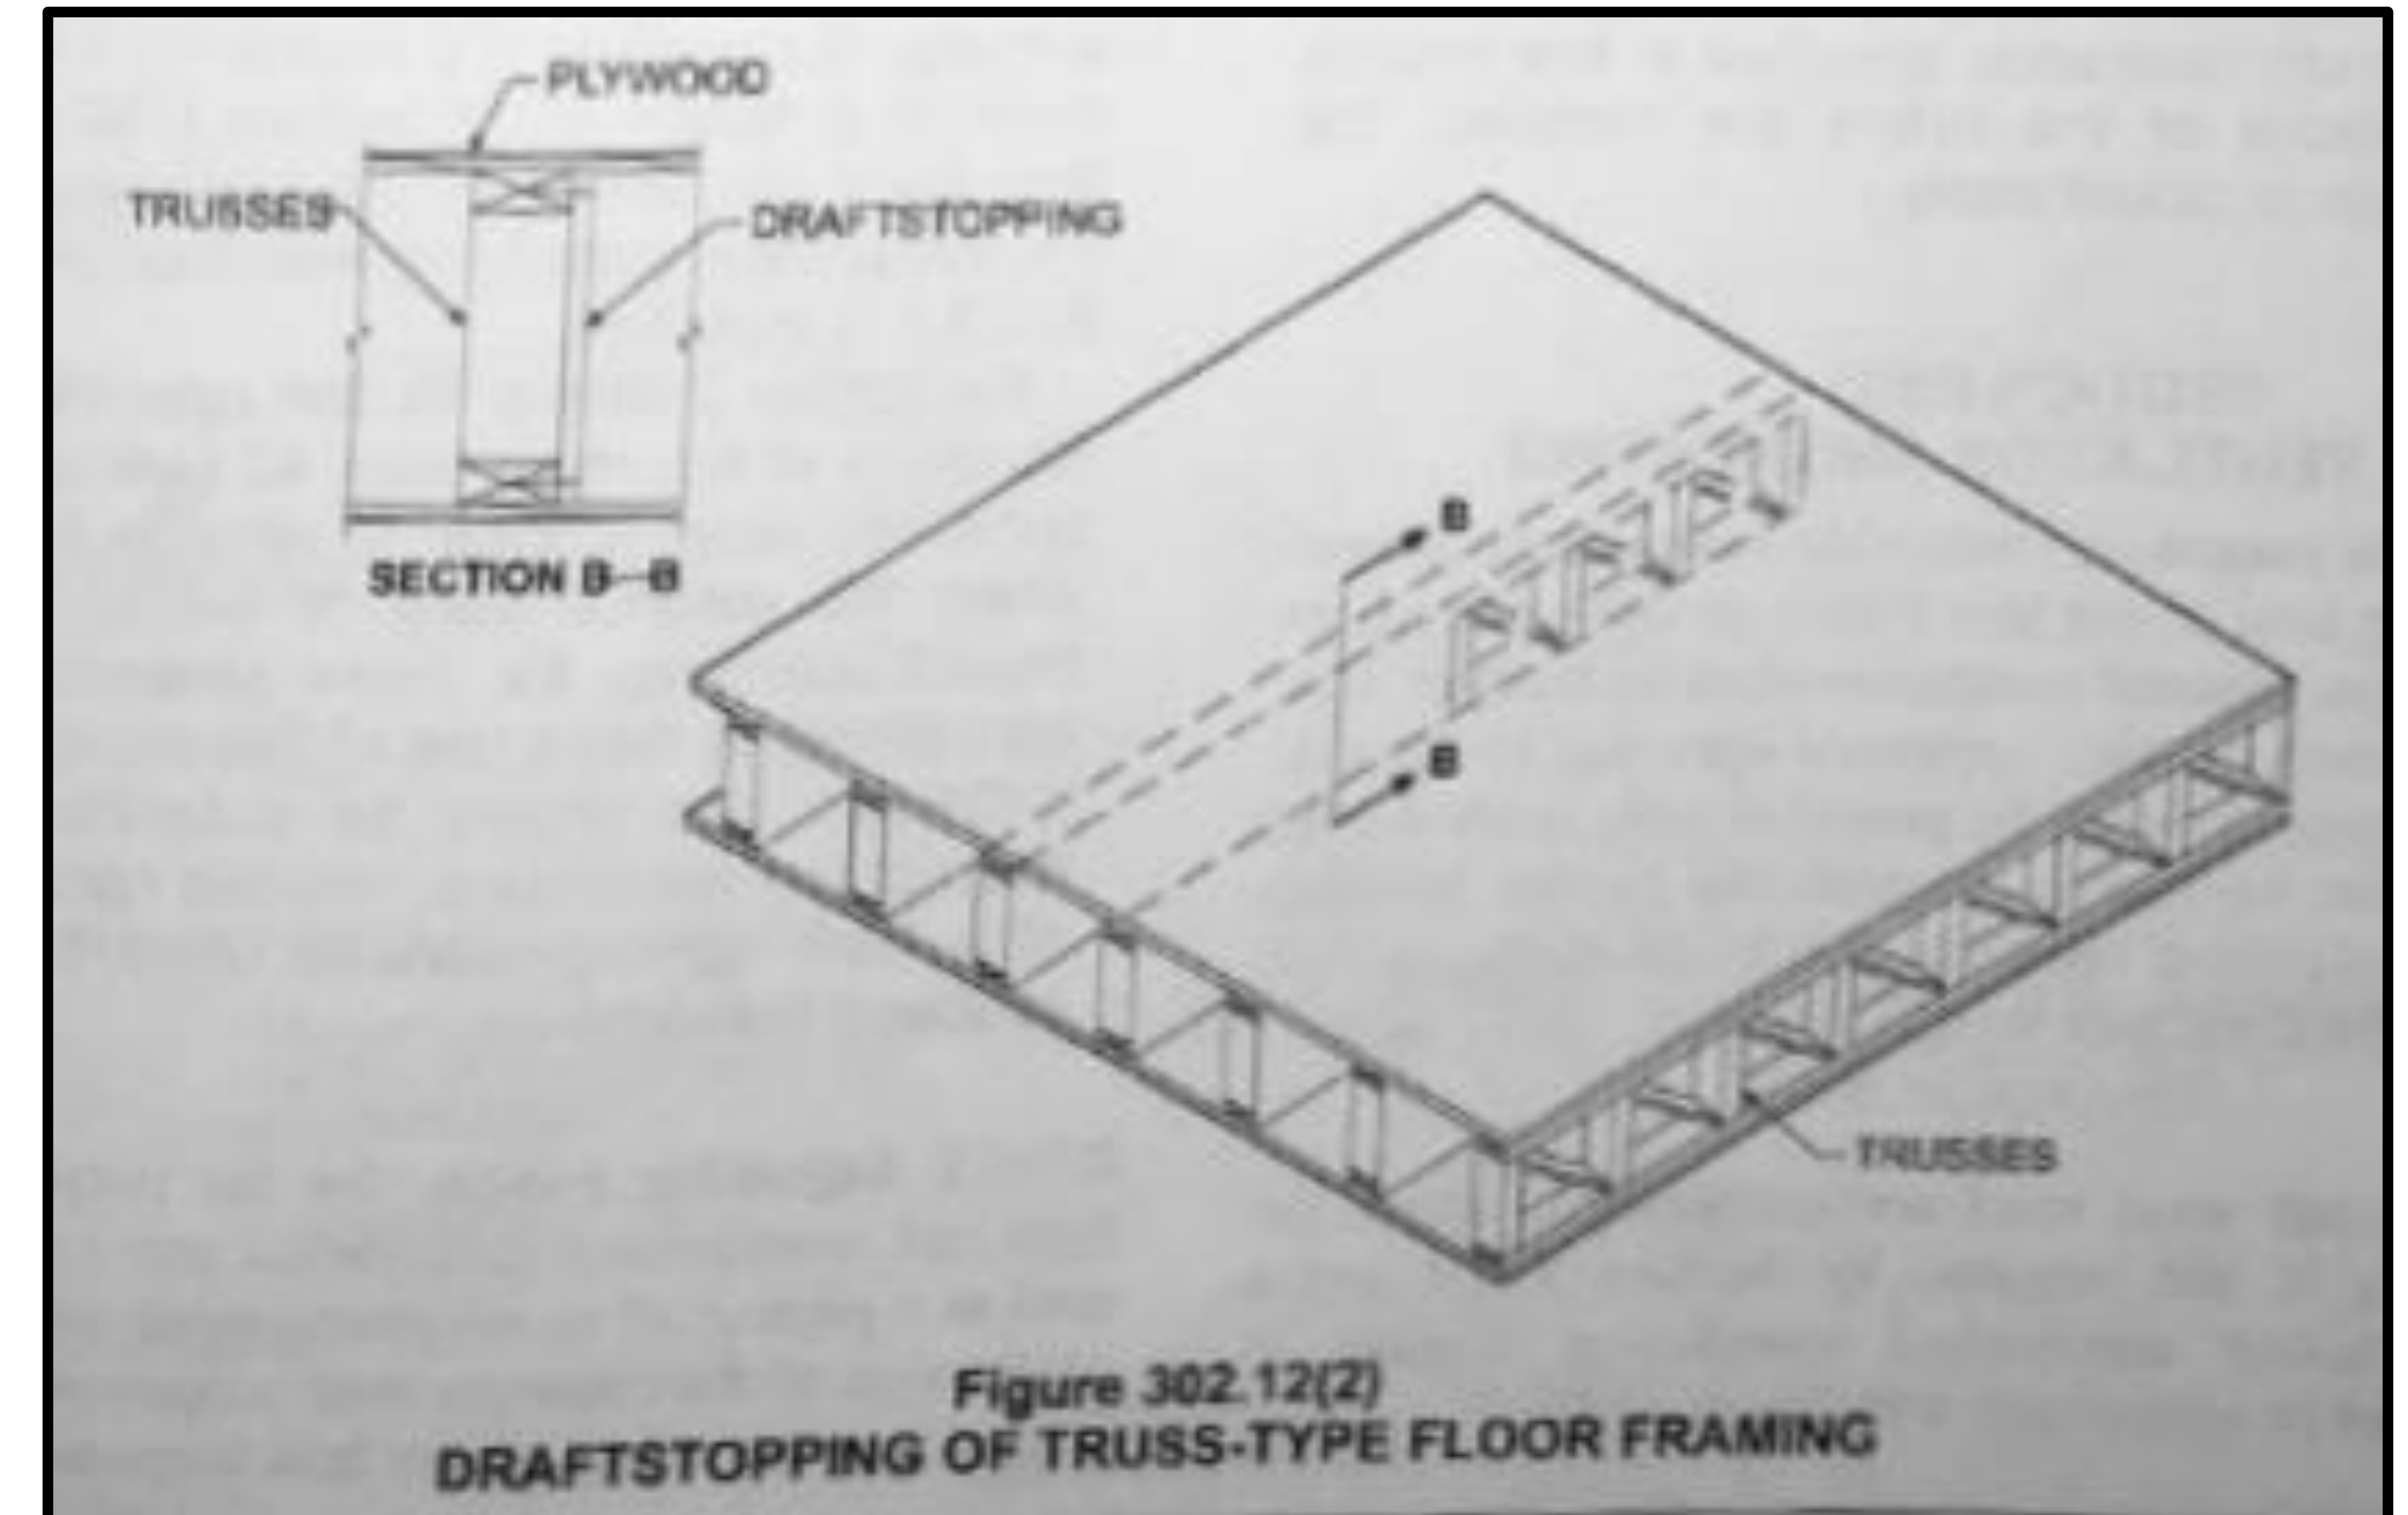 PLYWOOD
TRUSSES
DRAFTSTOPPING
SECTION B—B
B
B
TRUSSES
Figure 302.12(2)
DRAFTSTOPPING OF TRUSS-TYPE FLOOR FRAMING